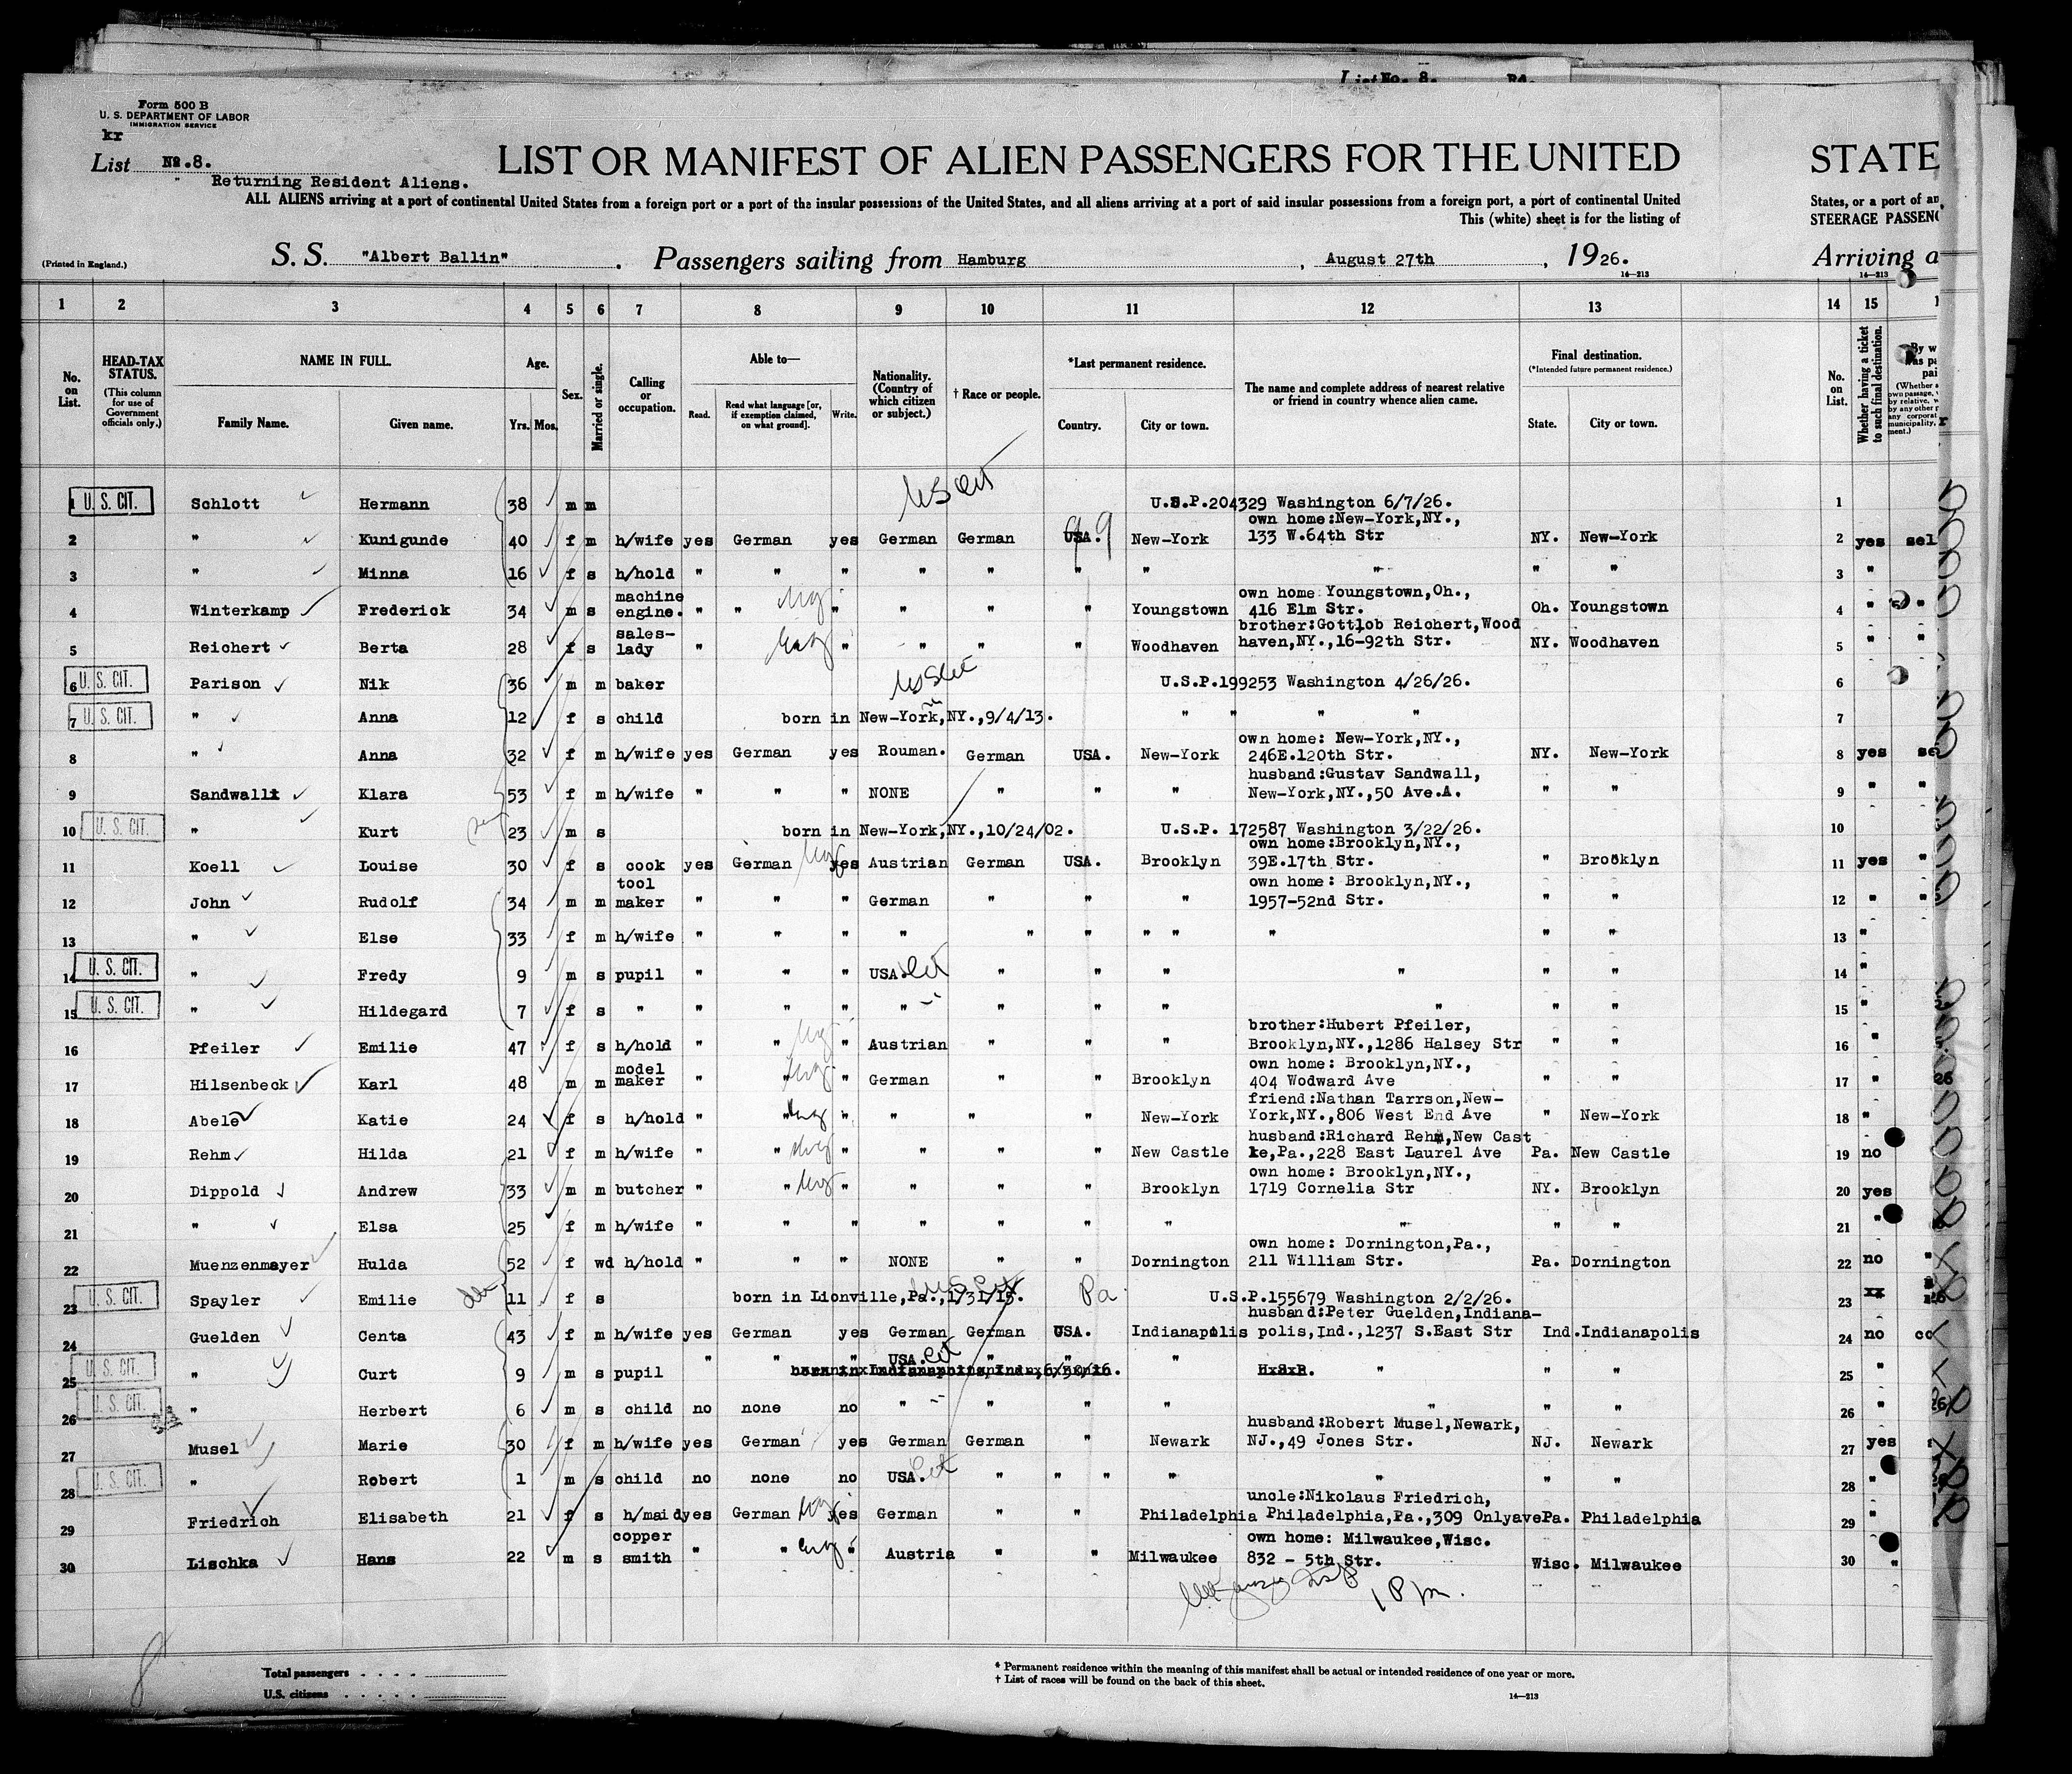 List No. 8.
Form 500 B
U. S. DEPARTMENT OF LABOR
IMMIGRATION SERVICE
kr
List No.8.
Returning Resident Aliens.
LIST OR MANIFEST OF ALIEN PASSENGERS FOR THE UNITED STATE
ALL ALIENS arriving at a port of continental United States from a foreign port or a port of the insular possessions of the United States, and all aliens arriving at a port of said insular possessions from a foreign port, a port of continental United States, or a port of an
This (white) sheet is for the listing of STEERAGE PASSEN
(Printed in England.) S. S. "Albert Ballin". Passengers sailing from Hamburg, August 27th, 1926. Arriving a
14—213 14—213
1 2 3 4 5 6 7 8 9 10 11 12 13 14 15
No. on List.
HEAD-TAX STATUS.
(This column for use of Government officials only.)
NAME IN FULL.
Family Name. Given name.
Age.
Yrs. Mos.
Sex.
Married or single.
Calling or occupation.
Able to—
Read. Read what language [or, if exemption claimed, on what ground]. Write.
Nationality. (Country of which citizen or subject.)
† Race or people.
*Last permanent residence.
Country. City or town.
The name and complete address of nearest relative or friend in country whence alien came.
Final destination.
(*Intended future permanent residence.)
State. City or town.
No. on List.
Whether having a ticket to such final destination.
1 U. S. CIT. Schlott Hermann 38 m m US Cit U.S.P.204329 Washington 6/7/26. 1
own home:New-York,NY.,
2 " Kunigunde 40 f m h/wife yes German yes German German USA. New-York 133 W.64th Str NY. New-York 2 yes sel
3 " Minna 16 f s h/hold " " " " " " " " " " 3 "
machine own home Youngstown,Oh.,
4 Winterkamp Frederick 34 m s engine. " " " " " " Youngstown 416 Elm Str. Oh. Youngstown 4 " "
sales- brother:Gottlob Reichert,Wood
5 Reichert Berta 28 f s lady " " " " " Woodhaven haven,NY.,16-92th Str. NY. Woodhaven 5 " "
6 U. S. CIT. Parison Nik 36 m m baker US Cit U.S.P.199253 Washington 4/26/26. 6
7 U. S. CIT. " Anna 12 f s child born in New-York,NY.,9/4/13. " " " " 7
own home: New-York,NY.,
8 " Anna 32 f m h/wife yes German yes Rouman. German USA. New-York 246E.120th Str. NY. New-York 8 yes se
husband:Gustav Sandwall,
9 Sandwall Klara 53 f m h/wife " " " NONE " " " New-York,NY.,50 Ave.A. " " 9 " "
10 U. S. CIT. " Kurt 23 m s born in New-York,NY.,10/24/02. U.S.P. 172587 Washington 3/22/26. 10
own home:Brooklyn,NY.,
11 Koell Louise 30 f s cook yes German yes Austrian German USA. Brooklyn 39E.17th Str. " Brooklyn 11 yes "
tool own home: Brooklyn,NY.,
12 John Rudolf 34 m m maker " " " German " " " 1957-52nd Str. " " 12 " "
13 " Else 33 f m h/wife " " " " " " " " " " 13 "
14 U. S. CIT. " Fredy 9 m s pupil " " " USA. Cit " " " " " " 14 "
15 U. S. CIT. " Hildegard 7 f s " " " " " " " " " " " 15 "
brother:Hubert Pfeiler,
16 Pfeiler Emilie 47 f s h/hold " " " Austrian " " " Brooklyn,NY.,1286 Halsey Str " " 16 "
model own home: Brooklyn,NY.,
17 Hilsenbeck Karl 48 m m maker " " " German " " Brooklyn 404 Wodward Ave " " 17 " 26
friend:Nathan Tarrson,New-
18 Abele Katie 24 f s h/hold " " " " " New-York York,NY.,806 West End Ave " New-York 18 "
husband:Richard Rehm,New Cast
19 Rehm Hilda 21 f m h/wife " " " " " " New Castle le,Pa.,228 East Laurel Ave Pa. New Castle 19 no
own home: Brooklyn,NY.,
20 Dippold Andrew 33 m m butcher " " " " " " Brooklyn 1719 Cornelia Str NY. Brooklyn 20 yes
21 " Elsa 25 f m h/wife " " " " " " " " " " 21 "
own home: Dornington,Pa.,
22 Muenzenmayer Hulda 52 f wd h/hold " " " NONE " " Dornington 211 William Str. Pa. Dornington 22 no "
23 U. S. CIT. Spayler Emilie 11 f s born in Lionville,Pa.,1/31/15. US Cit Pa. U.S.P.155679 Washington 2/2/26. 23 xx
husband:Peter Guelden,Indiana-
24 Guelden Centa 43 f m h/wife yes German yes German German USA. Indianapolis polis,Ind.,1237 S.East Str Ind. Indianapolis 24 no
25 U. S. CIT. " Curt 9 m s pupil " " " USA. Cit " " " " " " 25 "
26 U. S. CIT. " Herbert 6 m s child no none no " " " " " " " 26 "
husband:Robert Musel,Newark,
27 Musel Marie 30 f m h/wife yes German yes German German " Newark NJ.,49 Jones Str. NJ. Newark 27 yes
28 U. S. CIT. " Robert 1 m s child no none no USA. Cit " " " " " " " 28 "
uncle:Nikolaus Friedrich,
29 Friedrich Elisabeth 21 f s h/maid yes German yes German " " Philadelphia Philadelphia,Pa.,309 Onlyave Pa. Philadelphia 29 "
copper own home: Milwaukee,Wisc.
30 Lischka Hans 22 m s smith " " " Austria " " Milwaukee 832 - 5th Str. Wisc. Milwaukee 30 "
1 P m.
8
Total passengers . . . .
U.S. citizens . . . . .
* Permanent residence within the meaning of this manifest shall be actual or intended residence of one year or more.
† List of races will be found on the back of this sheet.
14—213